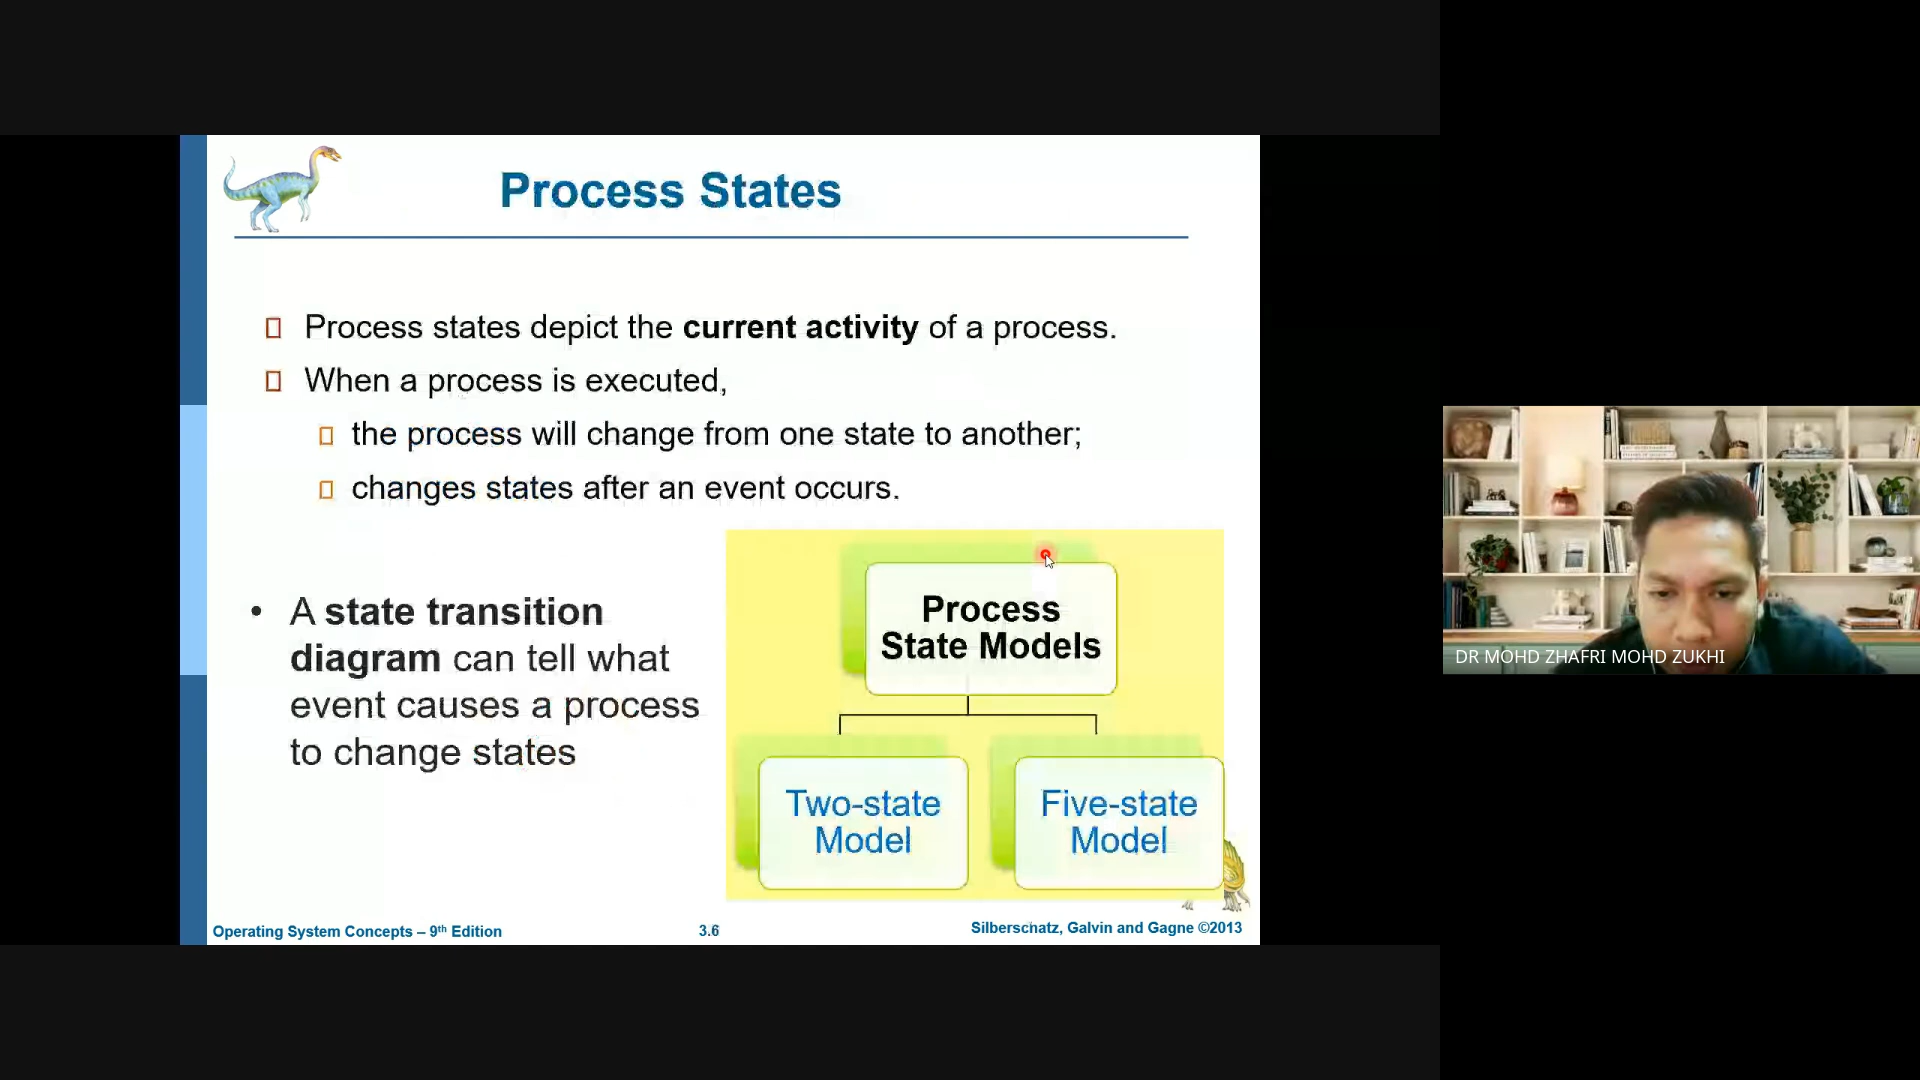 Process States
Process states depict the current activity of a process.
When a process is executed,
the process will change from one state to another;
changes states after an event occurs.
• A state transition
diagram can tell what
event causes a process
to change states
Process
State Models
Two-state
Model
Five-state
Model
Operating System Concepts – 9th Edition
3.6
Silberschatz, Galvin and Gagne ©2013
DR MOHD ZHAFRI MOHD ZUKHI